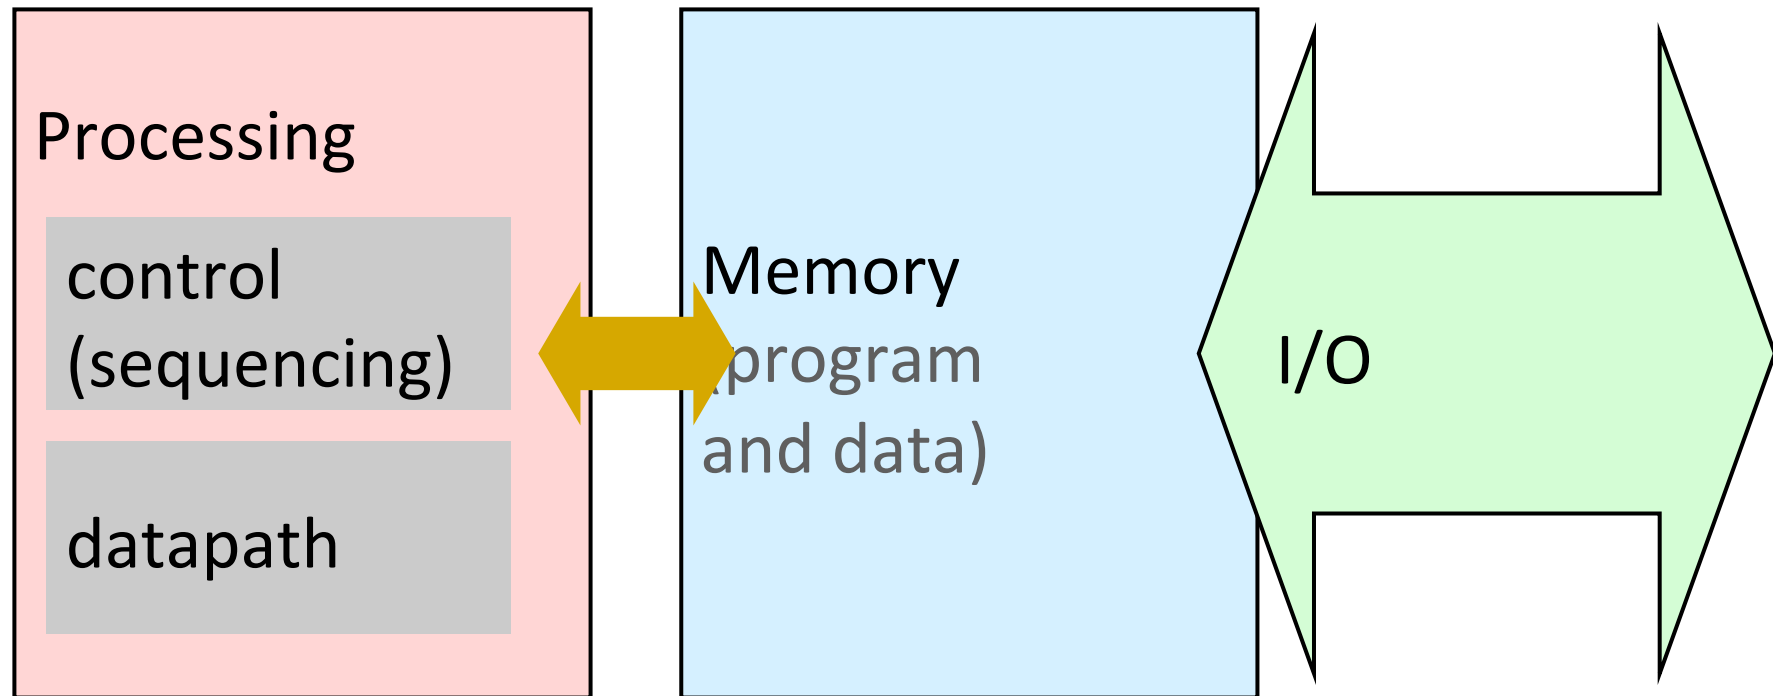 Processing
control
(sequencing)
datapath
Memory
(program
and data)
I/O